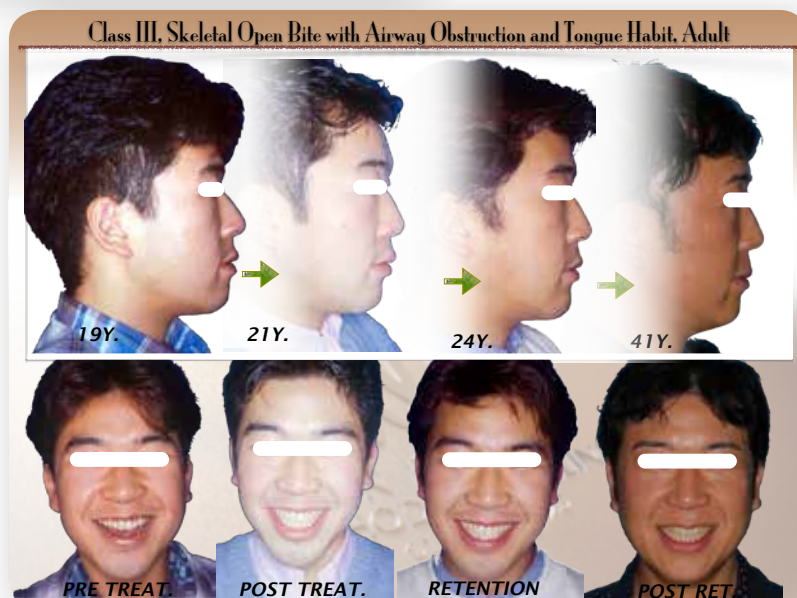 Class III, Skeletal Open Bite with Airway Obstruction and Tongue Habit, Adult
19Y.
21Y.
24Y.
41Y.
PRE TREAT.
POST TREAT.
RETENTION
POST RET.